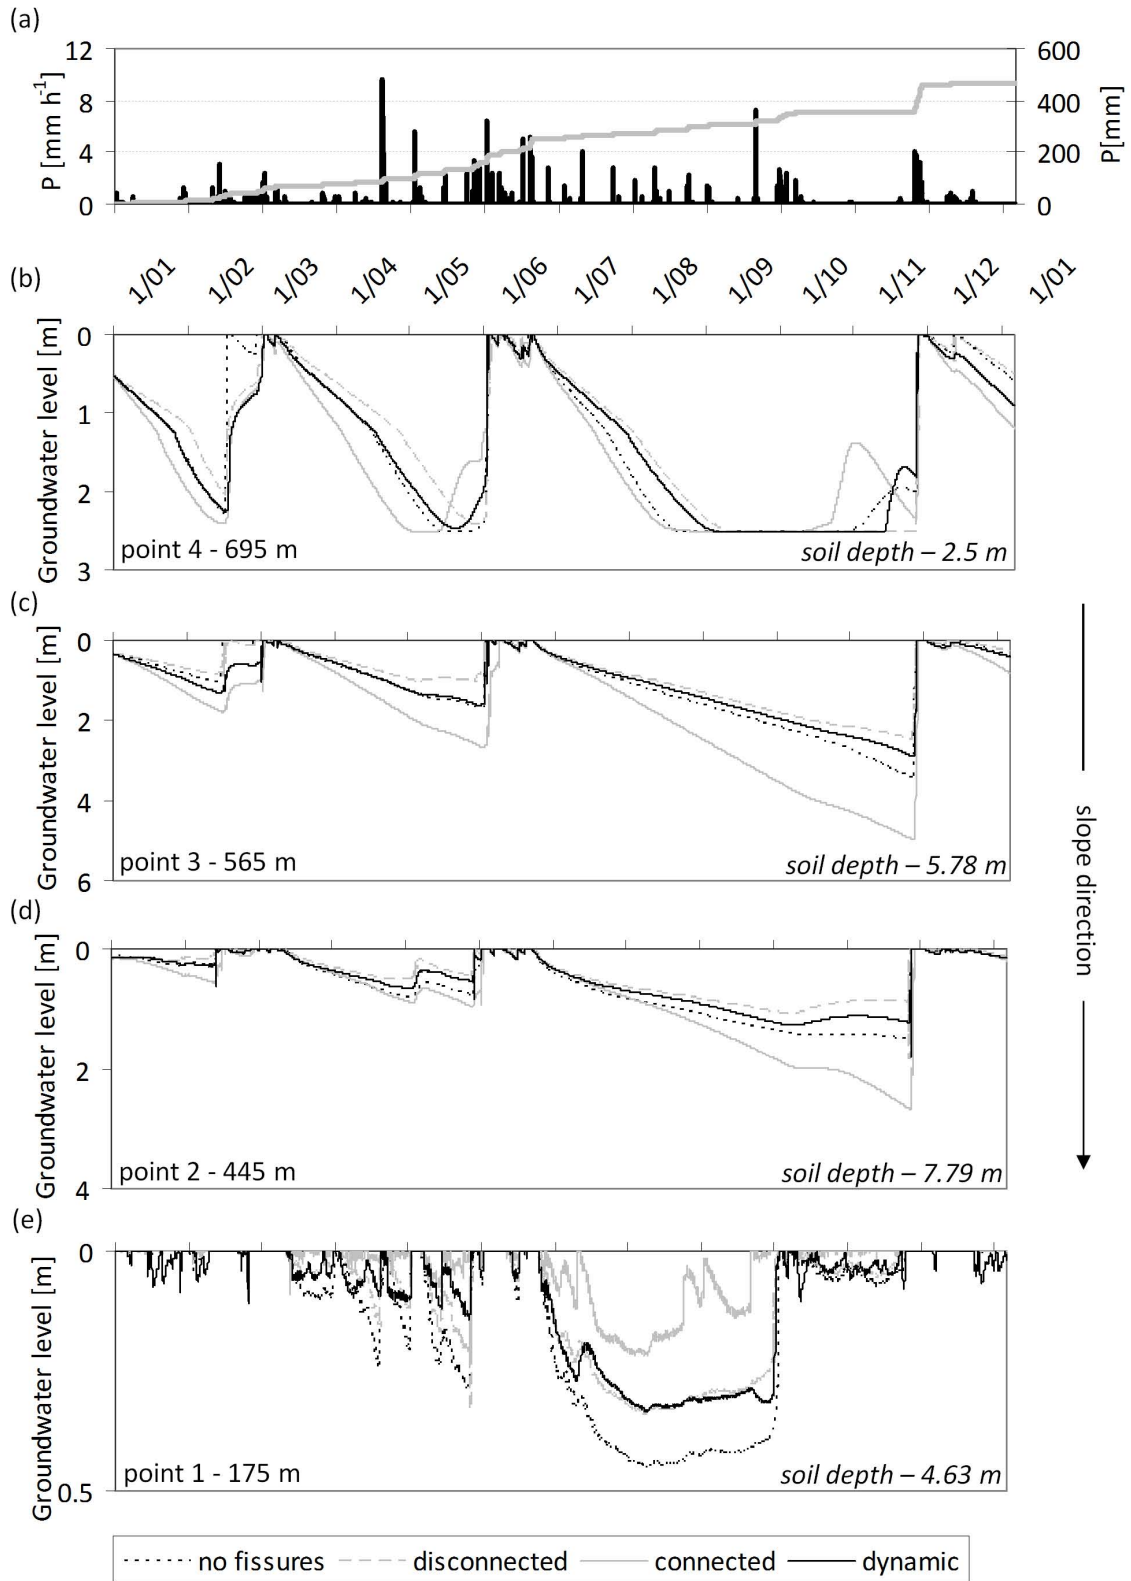 (a)
12 600
8 400
4 200
0 0
P [mm h⁻¹]
P[mm]
1/01 1/02 1/03 1/04 1/05 1/06 1/07 1/08 1/09 1/10 1/11 1/12 1/01
(b)
0
1
2
3
Groundwater level [m]
point 4 - 695 m
soil depth – 2.5 m
(c)
0
2
4
6
Groundwater level [m]
point 3 - 565 m
soil depth – 5.78 m
slope direction
(d)
0
2
4
Groundwater level [m]
point 2 - 445 m
soil depth – 7.79 m
(e)
0
0.5
Groundwater level [m]
point 1 - 175 m
soil depth – 4.63 m
no fissures disconnected connected dynamic